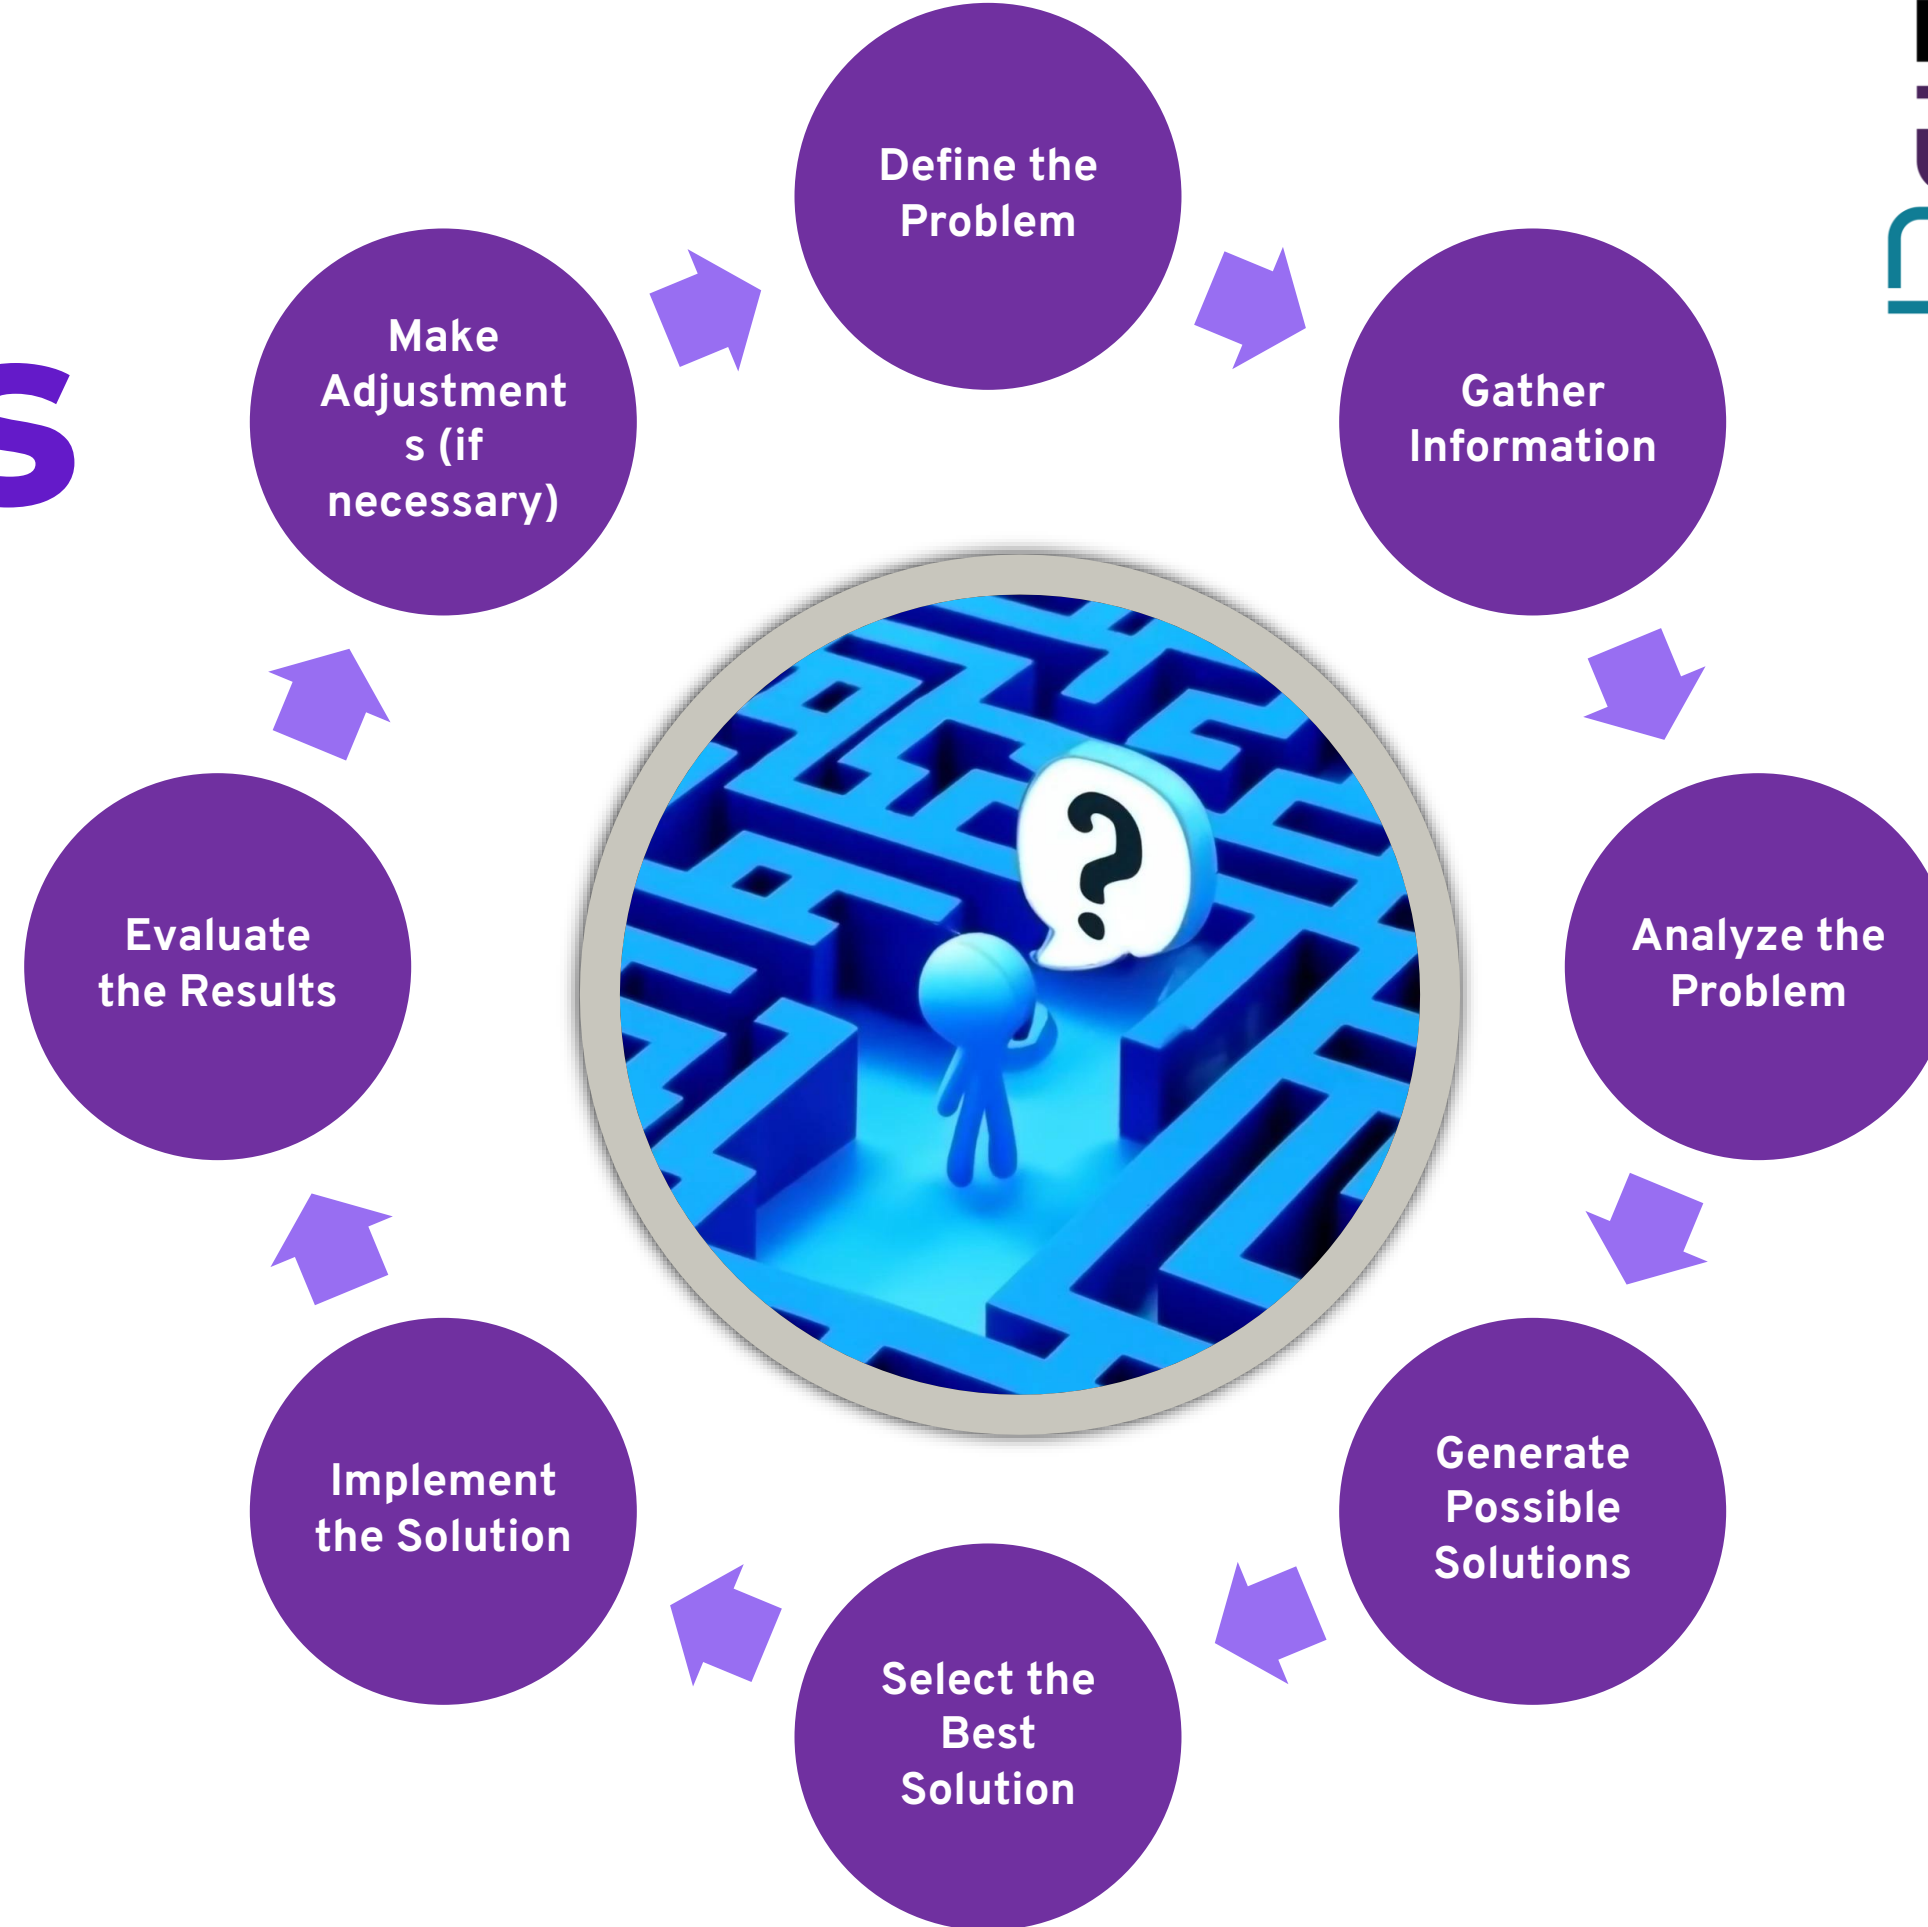 Define the
Problem
Gather
Information
Analyze the
Problem
Generate
Possible
Solutions
Select the
Best
Solution
Implement
the Solution
Evaluate
the Results
Make
Adjustment
s (if
necessary)
s
?